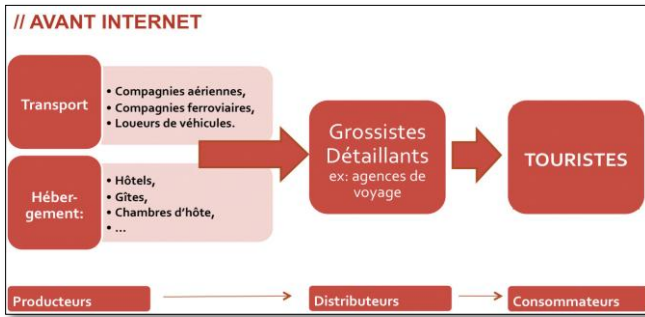 // AVANT INTERNET
Transport
• Compagnies aériennes,
• Compagnies ferroviaires,
• Loueurs de véhicules.
Héber-
gement:
• Hôtels,
• Gîtes,
• Chambres d'hôte,
• ...
Grossistes
Détaillants
ex: agences de
voyage
TOURISTES
Producteurs
Distributeurs
Consommateurs